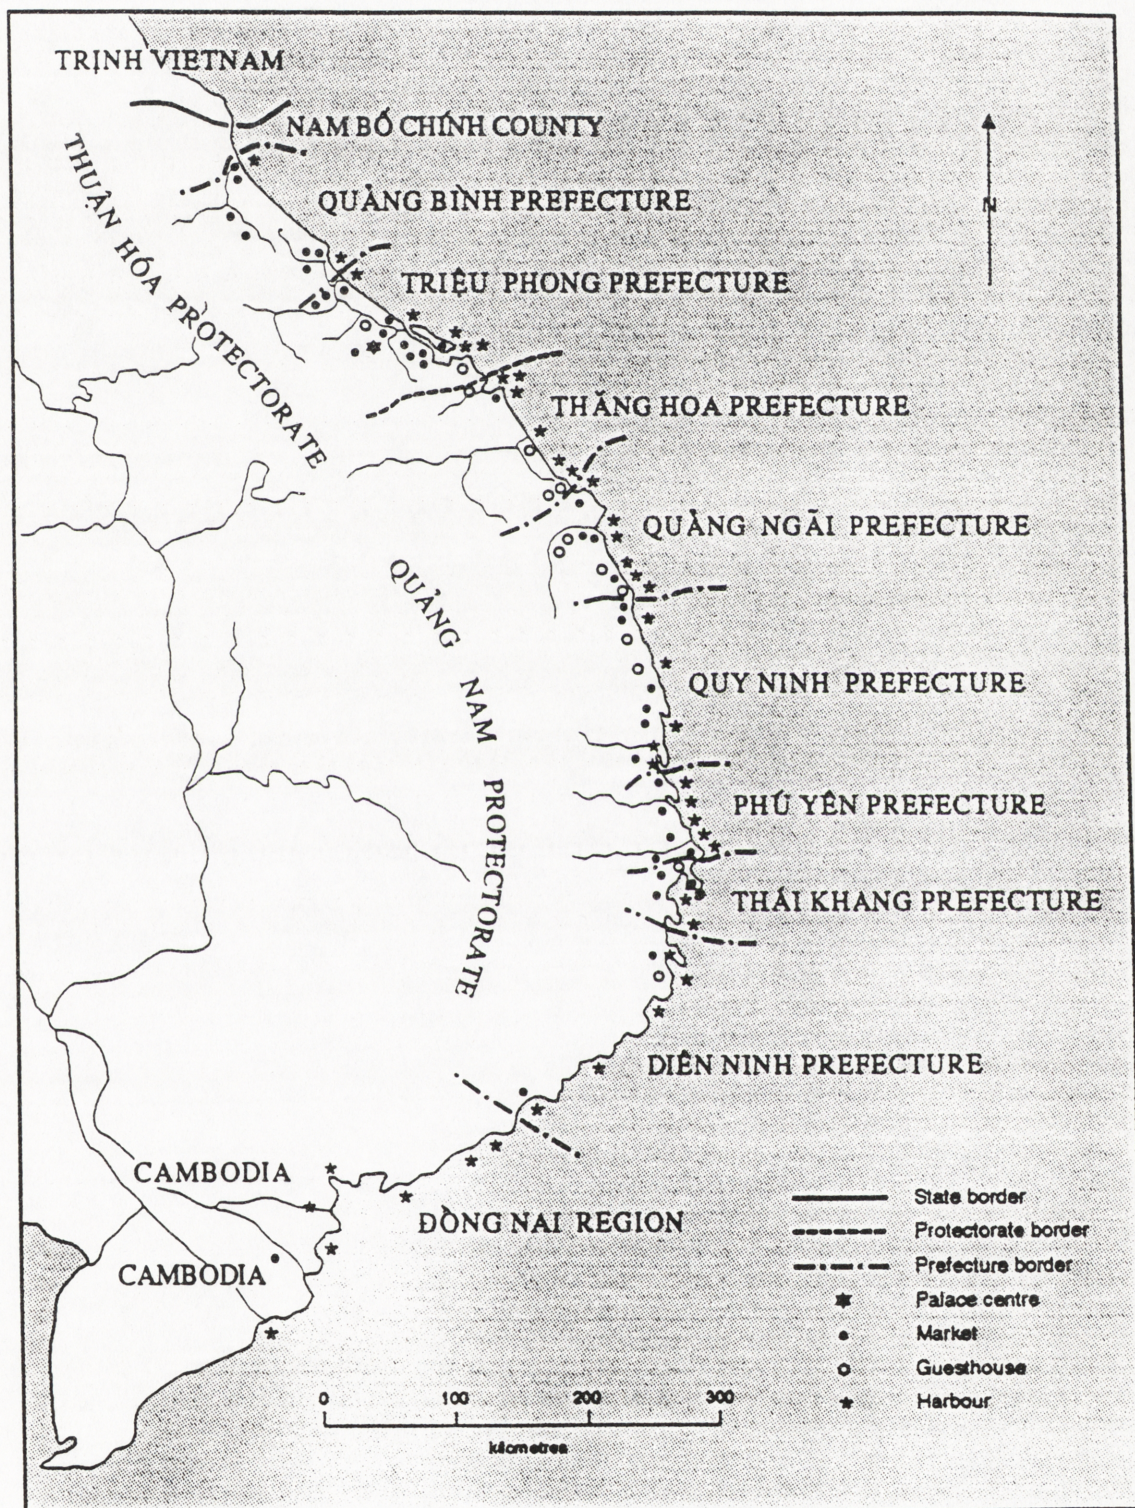 TRỊNH VIETNAM
NAM BỐ CHÍNH COUNTY
THUẬN HÓA PROTECTORATE
N
QUẢNG BÌNH PREFECTURE
TRIỆU PHONG PREFECTURE
THĂNG HOA PREFECTURE
QUẢNG NGÃI PREFECTURE
QUẢNG NAM PROTECTORATE
QUY NINH PREFECTURE
PHÚ YÊN PREFECTURE
THÁI KHANG PREFECTURE
DIÊN NINH PREFECTURE
CAMBODIA
ĐỒNG NAI REGION
CAMBODIA
State border
Protectorate border
Prefecture border
Palace centre
Market
Guesthouse
Harbour
0 100 200 300
kilometres